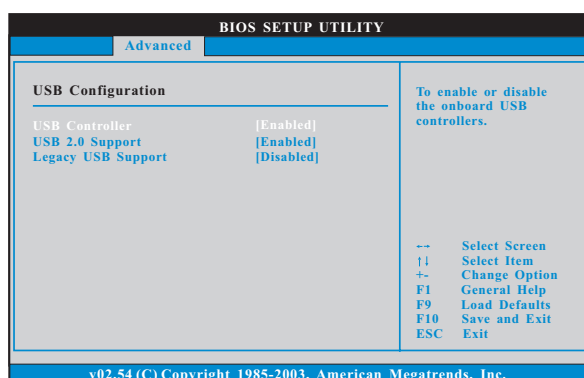 BIOS SETUP UTILITY
Advanced
USB Configuration
USB Controller [Enabled]
USB 2.0 Support [Enabled]
Legacy USB Support [Disabled]
To enable or disable
the onboard USB
controllers.
←→ Select Screen
↑↓ Select Item
+- Change Option
F1 General Help
F9 Load Defaults
F10 Save and Exit
ESC Exit
v02.54 (C) Copyright 1985-2003, American Megatrends, Inc.